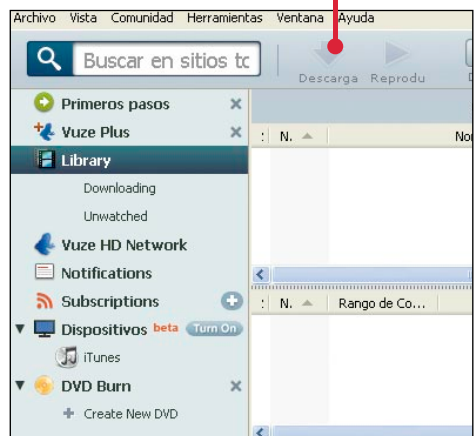 Archivo Vista Comunidad Herramientas Ventana Ayuda
Buscar en sitios tc
Descarga Reprodu
Primeros pasos
Vuze Plus
: N. Nor
Library
Downloading
Unwatched
Vuze HD Network
Notifications
Subscriptions
: N. Rango de Co...
Dispositivos beta Turn On
iTunes
DVD Burn
Create New DVD